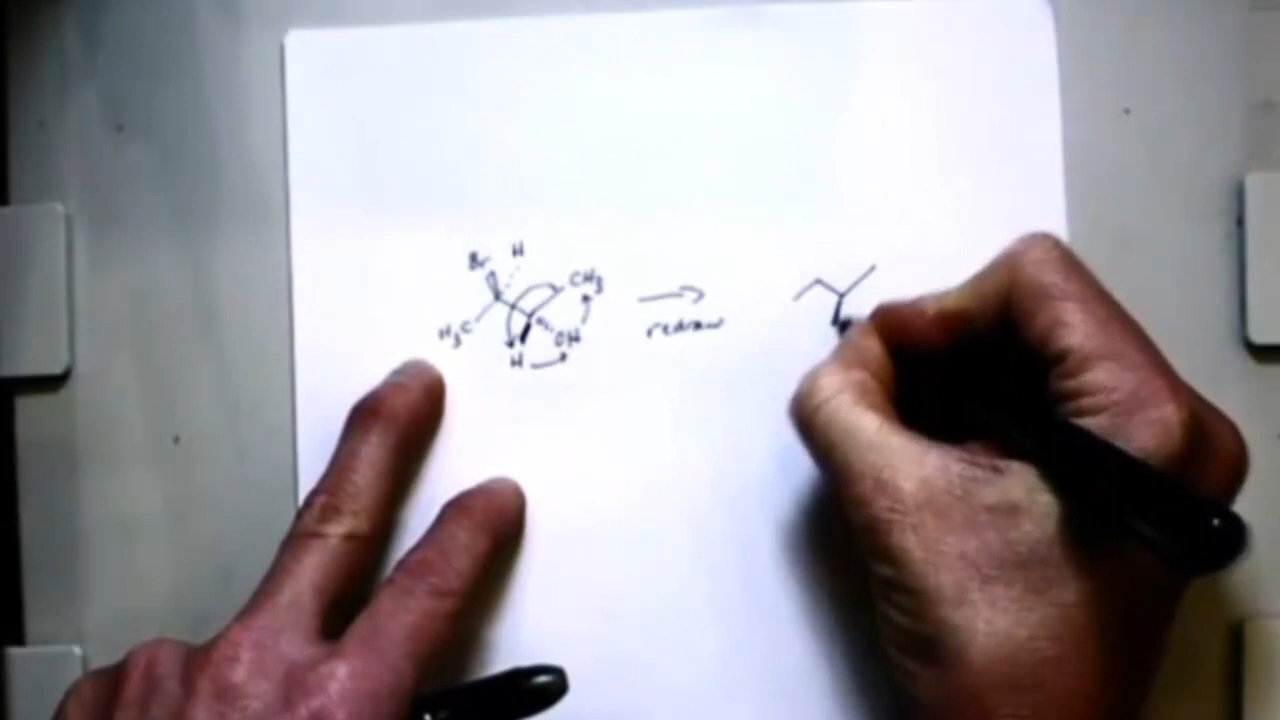 Br H
CH₃
H₃C OH
H
redraw